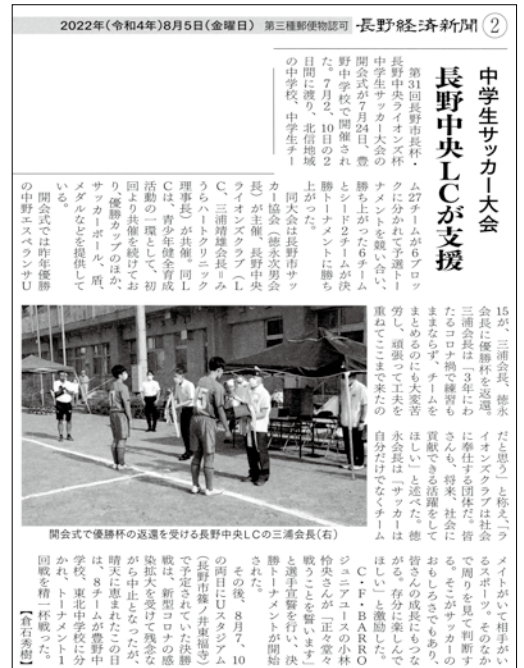 2022年(令和4年)8月5日(金曜日) 第三種郵便物認可 長野経済新聞 ②
中学生サッカー大会
長野中央LCが支援
第31回長野市長杯・
長野中央ライオンズ杯
中学生サッカー大会の
開会式が7月24日、豊
野中学校で開催され
た。7月2、10日の2
日間に渡り、北信地域
の中学校、中学生チー
ム27チームが6ブロッ
クに分かれて予選トー
ナメントを競い合い、
勝ち上がった6チーム
とシード2チームが決
勝トーナメントに勝ち
上がった。
同大会は長野市サッ
カー協会(徳永次男会
長)が主催、長野中央
ライオンズクラブ(L
C、三浦靖雄会長=み
うらハートクリニック
理事長)が共催。同L
Cは、青少年健全育成
活動の一環として、初
回より共催を続けてお
り、優勝カップのほか、
サッカーボール、盾、
メダルなどを提供して
いる。
開会式では昨年優勝
の中野エスペランサU
15が、三浦会長、徳永
会長に優勝杯を返還。
三浦会長は「3年にわ
たるコロナ禍で練習も
ままならず、チームを
まとめるのにも大変苦
労し、頑張って工夫を
重ねてここまで来たの
だと思う」と称え、「ラ
イオンズクラブは社会
に奉仕する団体だ。皆
さんも、将来、社会に
貢献できる活躍をして
ほしい」と述べた。徳
永会長は「サッカーは
自分だけでなくチーム
開会式で優勝杯の返還を受ける長野中央LCの三浦会長(右)
メイトがいて相手がい
るスポーツ。そのなか
で周りを見て判断す
る。そこがサッカーの
おもしろさでもあり、
皆さんの成長にもつな
がる。存分に楽しんで
ほしい」と激励した。
C・F・BARRO
ジュニアユースの小林
怜央さんが「正々堂々
戦うことを誓います」
と選手宣誓を行い、決
勝トーナメントが開始
された。
その後、8月7、10
の両日にUスタジアム
(長野市篠ノ井東福寺)
で予定されていた決勝
戦は、新型コロナの感
染拡大を受けて残念な
がら中止となったが、
晴天に恵まれたこの日
は、8チームが豊野中
学校、東北中学校に分
かれ、トーナメント1
回戦を精一杯戦った。
【倉石秀樹】